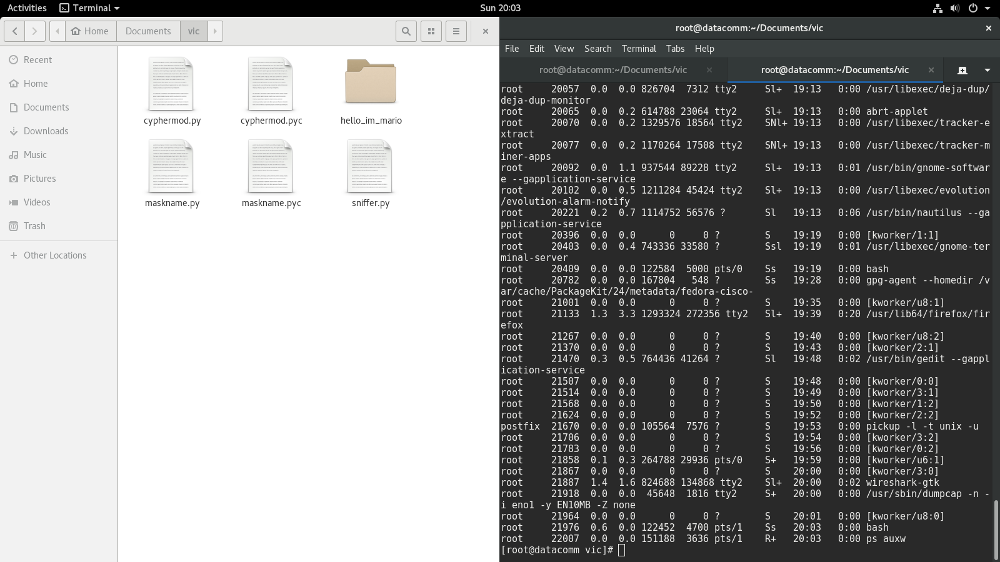 Activities Terminal Sun 20:03
Home Documents vic
Recent
Home
Documents
Downloads
Music
Pictures
Videos
Trash
Other Locations
cyphermod.py cyphermod.pyc hello_im_mario
maskname.py maskname.pyc sniffer.py
root@datacomm:~/Documents/vic
File Edit View Search Terminal Tabs Help
root@datacomm:~/Documents/vic root@datacomm:~/Documents/vic
root     20057  0.0  0.0 826704  7312 tty2    Sl+  19:13   0:00 /usr/libexec/deja-dup/
deja-dup-monitor
root     20065  0.0  0.2 614788 23064 tty2    Sl+  19:13   0:00 abrt-applet
root     20070  0.0  0.2 1329576 18564 tty2   SNl+ 19:13   0:00 /usr/libexec/tracker-e
xtract
root     20077  0.0  0.2 1170264 17508 tty2   SNl+ 19:13   0:00 /usr/libexec/tracker-m
iner-apps
root     20092  0.0  1.1 937544 89228 tty2    Sl+  19:13   0:01 /usr/bin/gnome-softwar
e --gapplication-service
root     20102  0.0  0.5 1211284 45424 tty2   Sl+  19:13   0:00 /usr/libexec/evolution
/evolution-alarm-notify
root     20221  0.2  0.7 1114752 56576 ?      Sl   19:13   0:06 /usr/bin/nautilus --ga
pplication-service
root     20396  0.0  0.0      0     0 ?       S    19:19   0:00 [kworker/1:1]
root     20403  0.0  0.4 743336 33580 ?       Ssl  19:19   0:01 /usr/libexec/gnome-ter
minal-server
root     20409  0.0  0.0 122584  5000 pts/0   Ss   19:19   0:00 bash
root     20782  0.0  0.0 167804   548 ?       Ss   19:28   0:00 gpg-agent --homedir /v
ar/cache/PackageKit/24/metadata/fedora-cisco-
root     21001  0.0  0.0      0     0 ?       S    19:35   0:00 [kworker/u8:1]
root     21133  1.3  3.3 1293324 272356 tty2  Sl+  19:39   0:20 /usr/lib64/firefox/fir
efox
root     21267  0.0  0.0      0     0 ?       S    19:40   0:00 [kworker/u8:2]
root     21370  0.0  0.0      0     0 ?       S    19:43   0:00 [kworker/2:1]
root     21470  0.3  0.5 764436 41264 ?       Sl   19:48   0:02 /usr/bin/gedit --gappl
ication-service
root     21507  0.0  0.0      0     0 ?       S    19:48   0:00 [kworker/0:0]
root     21514  0.0  0.0      0     0 ?       S    19:49   0:00 [kworker/3:1]
root     21568  0.0  0.0      0     0 ?       S    19:50   0:00 [kworker/1:2]
root     21624  0.0  0.0      0     0 ?       S    19:52   0:00 [kworker/2:2]
postfix  21670  0.0  0.0 105564  7576 ?       S    19:53   0:00 pickup -l -t unix -u
root     21706  0.0  0.0      0     0 ?       S    19:54   0:00 [kworker/3:2]
root     21783  0.0  0.0      0     0 ?       S    19:56   0:00 [kworker/0:2]
root     21858  0.1  0.3 264788 29936 pts/0   S+   19:59   0:00 [kworker/u6:1]
root     21867  0.0  0.0      0     0 ?       S    20:00   0:00 [kworker/3:0]
root     21887  1.4  1.6 824688 134868 tty2   Sl+  20:00   0:02 wireshark-gtk
root     21918  0.0  0.0  45648  1816 tty2    S+   20:00   0:00 /usr/sbin/dumpcap -n -
i eno1 -y EN10MB -Z none
root     21964  0.0  0.0      0     0 ?       S    20:01   0:00 [kworker/u8:0]
root     21976  0.6  0.0 122452  4700 pts/1   Ss   20:03   0:00 bash
root     22007  0.0  0.0 151188  3636 pts/1   R+   20:03   0:00 ps auxw
[root@datacomm vic]#